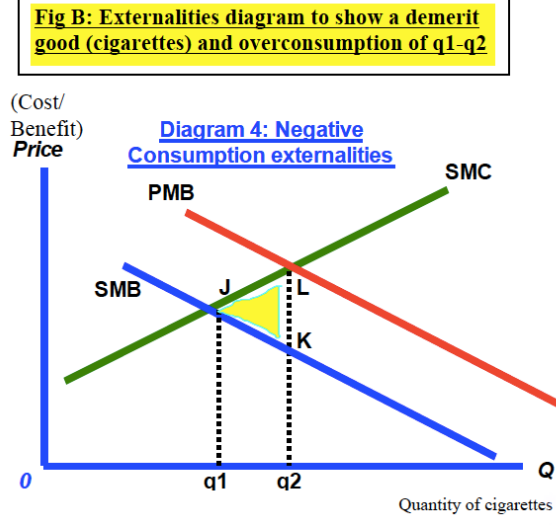 Fig B: Externalities diagram to show a demerit
good (cigarettes) and overconsumption of q1-q2
(Cost/
Benefit)
Price
Diagram 4: Negative
Consumption externalities
SMC
PMB
SMB
J
L
K
0
q1
q2
Q
Quantity of cigarettes